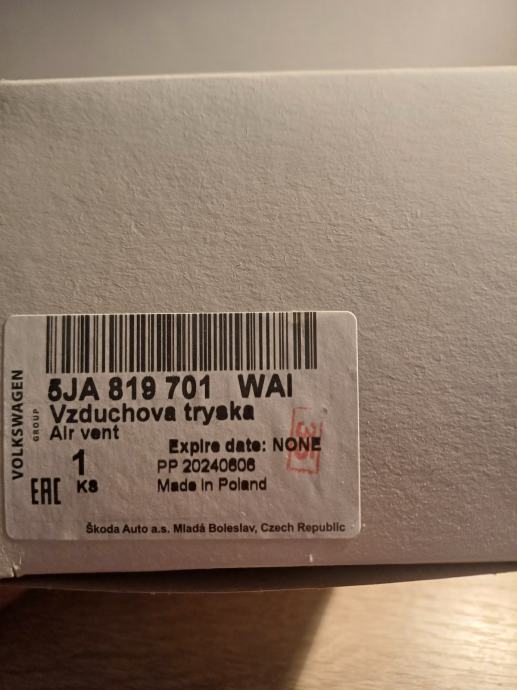 VOLKSWAGEN
GROUP
5JA 819 701 WAI
Vzduchova tryska
Air vent
Expire date: NONE
1 KS
PP 20240606
EAC
Made in Poland
Škoda Auto a.s. Mladá Boleslav, Czech Republic